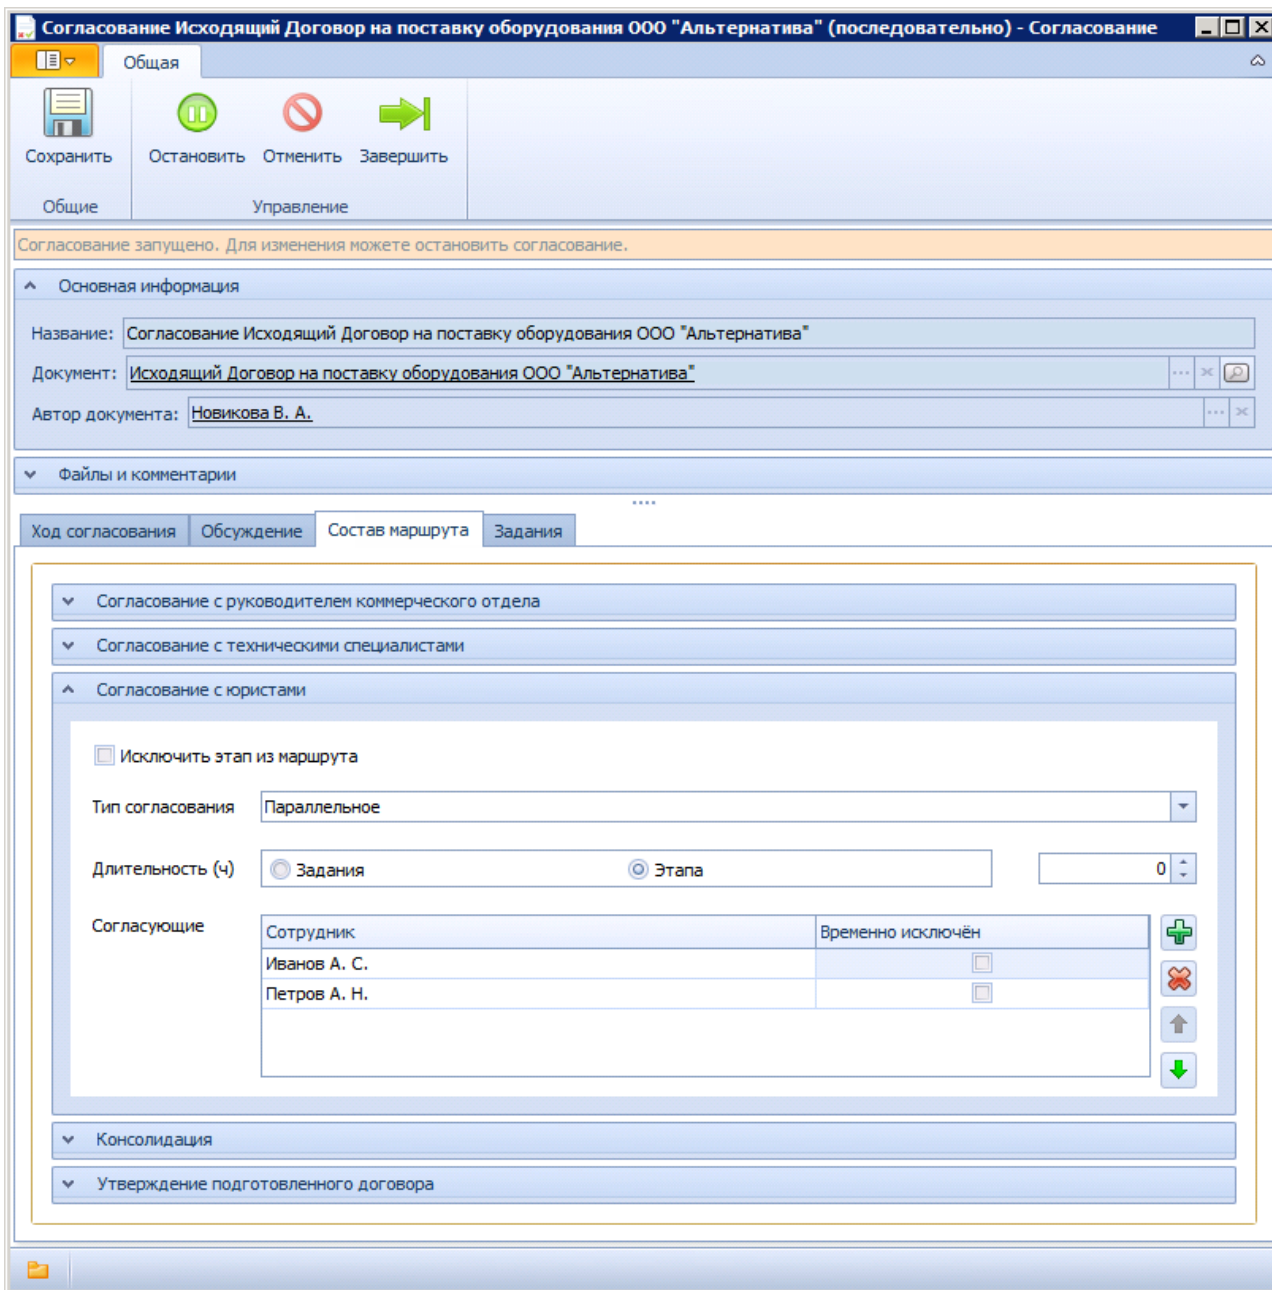 Согласование Исходящий Договор на поставку оборудования ООО "Альтернатива" (последовательно) - Согласование
Общая
Сохранить Остановить Отменить Завершить
Общие Управление
Согласование запущено. Для изменения можете остановить согласование.
Основная информация
Название: Согласование Исходящий Договор на поставку оборудования ООО "Альтернатива"
Документ: Исходящий Договор на поставку оборудования ООО "Альтернатива"
Автор документа: Новикова В. А.
Файлы и комментарии
Ход согласования Обсуждение Состав маршрута Задания
Согласование с руководителем коммерческого отдела
Согласование с техническими специалистами
Согласование с юристами
Исключить этап из маршрута
Тип согласования Параллельное
Длительность (ч) Задания Этапа 0
Согласующие Сотрудник Временно исключён
Иванов А. С.
Петров А. Н.
Консолидация
Утверждение подготовленного договора